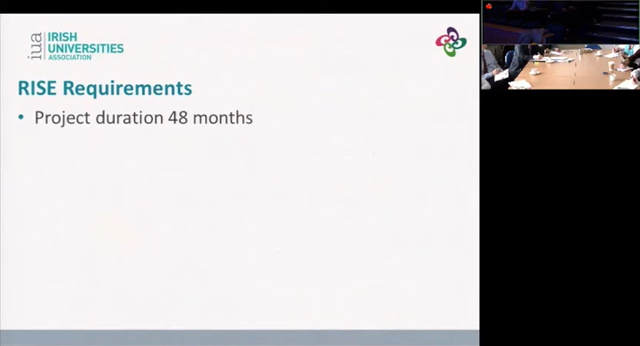 iua
IRISH
UNIVERSITIES
ASSOCIATION
RISE Requirements
• Project duration 48 months